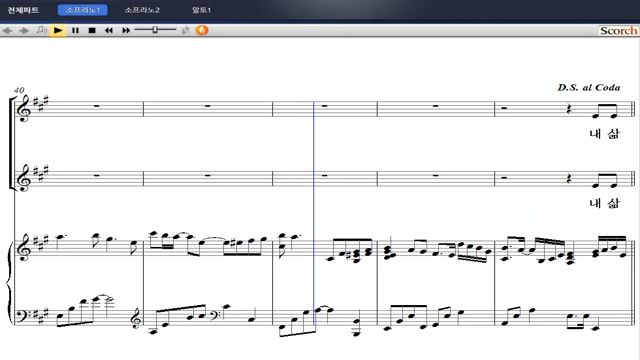 전체파트 소프라노1 소프라노2 알토1
Scorch
40
D.S. al Coda
내 삶
내 삶